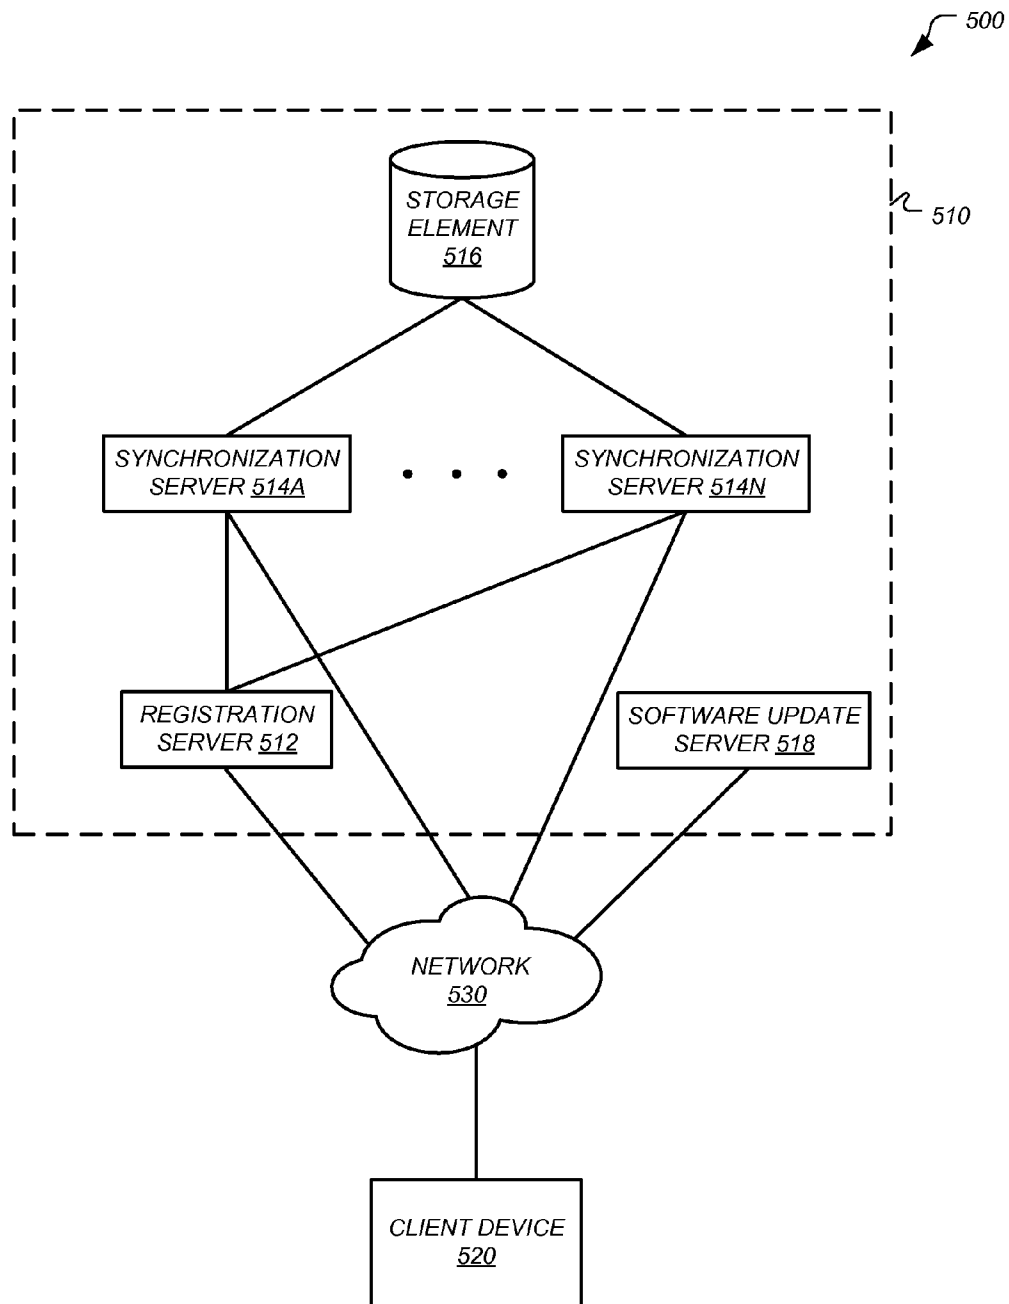 500
STORAGE
ELEMENT
516
510
SYNCHRONIZATION
SERVER 514A
SYNCHRONIZATION
SERVER 514N
REGISTRATION
SERVER 512
SOFTWARE UPDATE
SERVER 518
NETWORK
530
CLIENT DEVICE
520